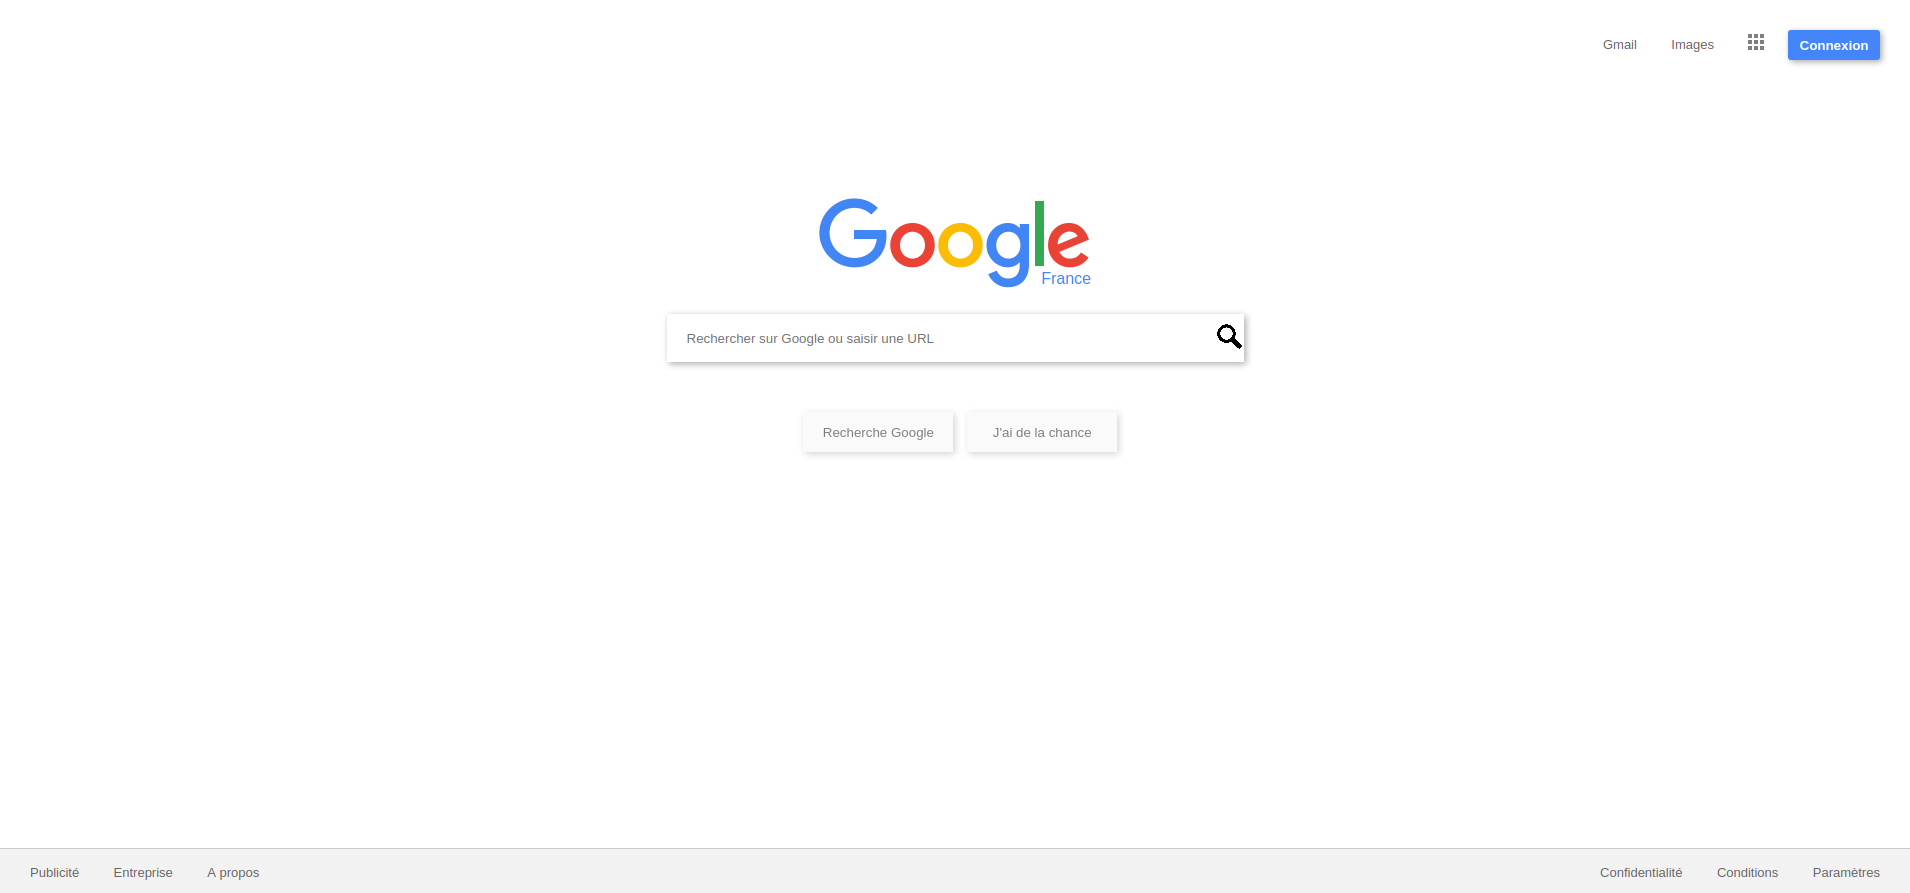 Gmail Images Connexion
Google
France
Rechercher sur Google ou saisir une URL
Recherche Google J'ai de la chance
Publicité Entreprise A propos Confidentialité Conditions Paramètres